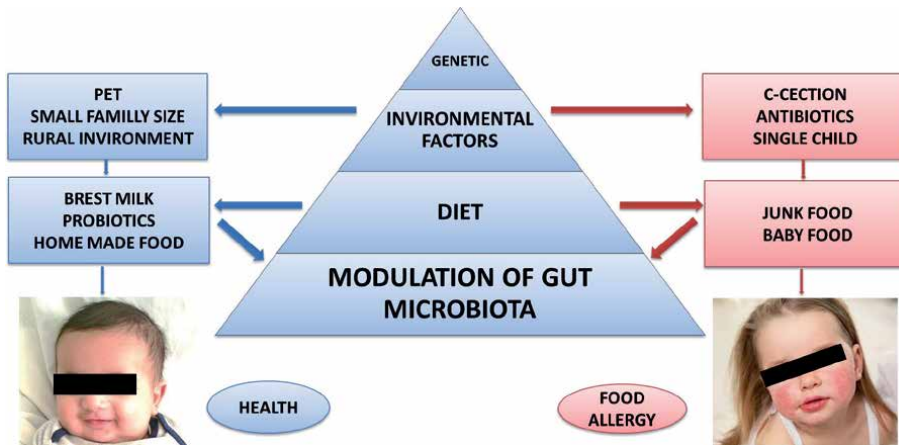 GENETIC
PET
SMALL FAMILLY SIZE
RURAL INVIRONMENT
INVIRONMENTAL
FACTORS
C-CECTION
ANTIBIOTICS
SINGLE CHILD
BREST MILK
PROBIOTICS
HOME MADE FOOD
DIET
JUNK FOOD
BABY FOOD
MODULATION OF GUT
MICROBIOTA
HEALTH
FOOD
ALLERGY